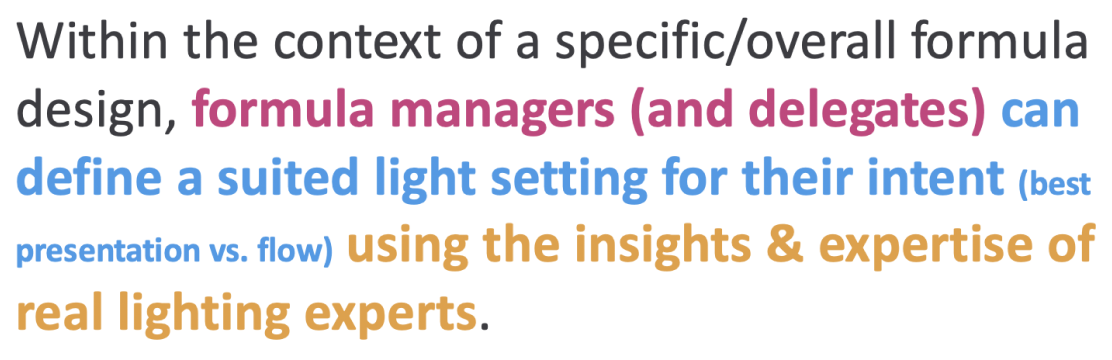 Within the context of a specific/overall formula
design, formula managers (and delegates) can
define a suited light setting for their intent (best
presentation vs. flow) using the insights & expertise of
real lighting experts.